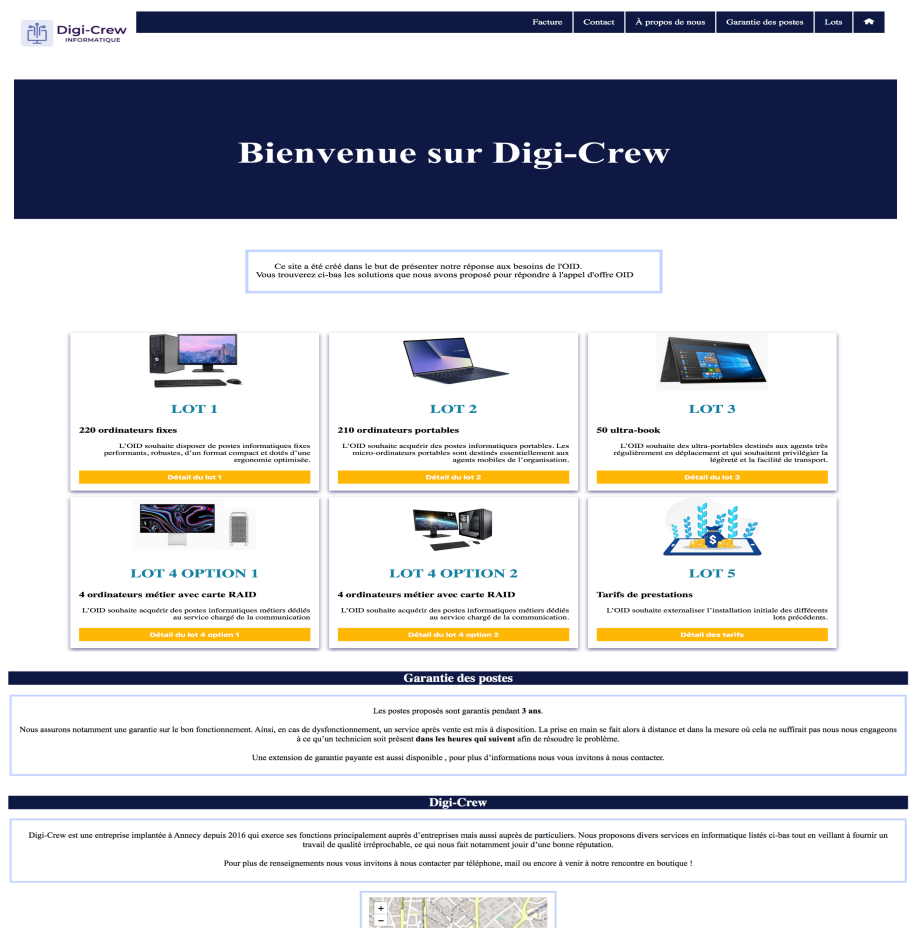 Digi-Crew
INFORMATIQUE
Facture
Contact
À propos de nous
Garantie des postes
Lots
Bienvenue sur Digi-Crew
Ce site a été créé dans le but de présenter notre réponse aux besoins de l'OID.
Vous trouverez ci-bas les solutions que nous avons proposé pour répondre à l'appel d'offre OID
LOT 1
220 ordinateurs fixes
L'OID souhaite disposer de postes informatiques fixes
performants, robustes, d'un format compact et dotés d'une
ergonomie optimisée.
Détail du lot 1
LOT 2
210 ordinateurs portables
L'OID souhaite acquérir des postes informatiques portables. Les
micro-ordinateurs portables sont destinés essentiellement aux
agents mobiles de l'organisation.
Détail du lot 2
LOT 3
50 ultra-book
L'OID souhaite des ultra-portables destinés aux agents très
régulièrement en déplacement et qui souhaitent privilégier la
légèreté et la facilité de transport.
Détail du lot 3
LOT 4 OPTION 1
4 ordinateurs métier avec carte RAID
L'OID souhaite acquérir des postes informatiques métiers dédiés
au service chargé de la communication
Détail du lot 4 option 1
LOT 4 OPTION 2
4 ordinateurs métier avec carte RAID
L'OID souhaite acquérir des postes informatiques métiers dédiés
au service chargé de la communication.
Détail du lot 4 option 2
$
LOT 5
Tarifs de prestations
L'OID souhaite externaliser l'installation initiale des différents
lots précédents.
Détail des tarifs
Garantie des postes
Les postes proposés sont garantis pendant 3 ans.
Nous assurons notamment une garantie sur le bon fonctionnement. Ainsi, en cas de dysfonctionnement, un service après vente est mis à disposition. La prise en main se fait alors à distance et dans la mesure où cela ne suffirait pas nous nous engageons
à ce qu'un technicien soit présent dans les heures qui suivent afin de résoudre le problème.
Une extension de garantie payante est aussi disponible , pour plus d'informations nous vous invitons à nous contacter.
Digi-Crew
Digi-Crew est une entreprise implantée à Annecy depuis 2016 qui exerce ses fonctions principalement auprès d'entreprises mais aussi auprès de particuliers. Nous proposons divers services en informatique listés ci-bas tout en veillant à fournir un
travail de qualité irréprochable, ce qui nous fait notamment jouir d'une bonne réputation.
Pour plus de renseignements nous vous invitons à nous contacter par téléphone, mail ou encore à venir à notre rencontre en boutique !
+
−